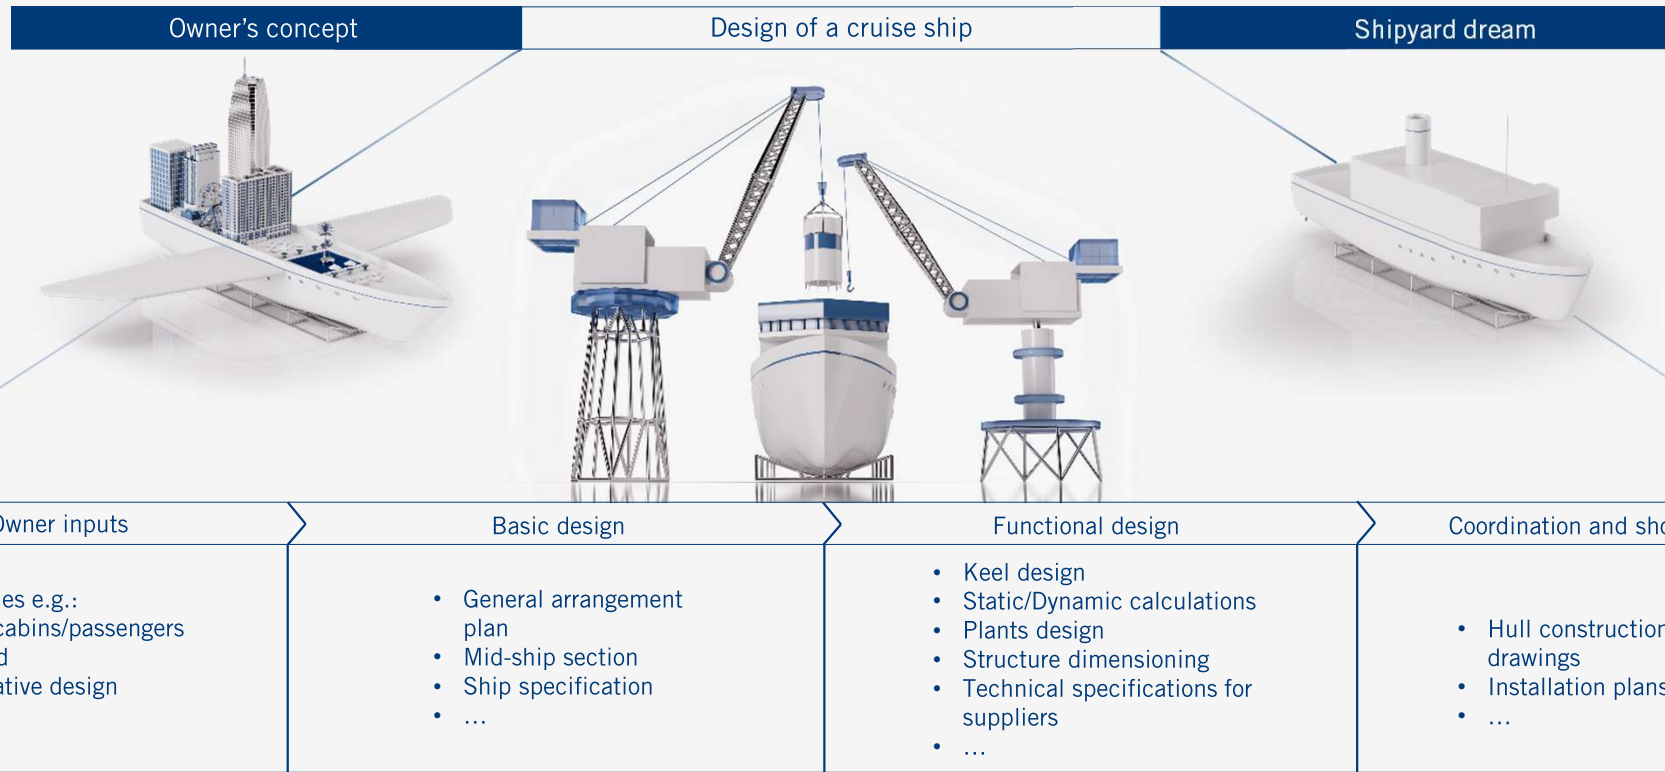 Owner's concept
Design of a cruise ship
Shipyard dream
Owner inputs
es e.g.:
cabins/passengers
d
ative design
Basic design
• General arrangement
plan
• Mid-ship section
• Ship specification
• ...
Functional design
• Keel design
• Static/Dynamic calculations
• Plants design
• Structure dimensioning
• Technical specifications for
suppliers
• ...
Coordination and sho
• Hull construction
drawings
• Installation plans
• ...